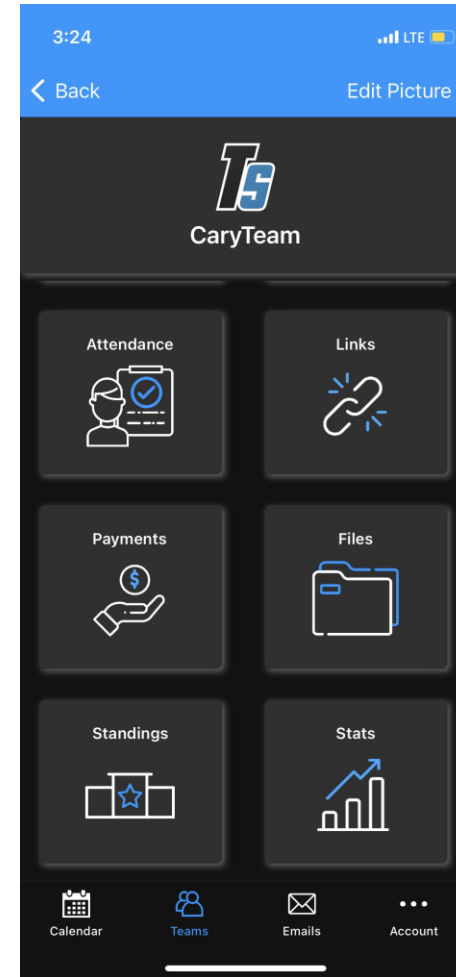 3:24 LTE
Back Edit Picture
TS
CaryTeam
Attendance Links
$
Payments Files
Standings Stats
Calendar Teams Emails Account